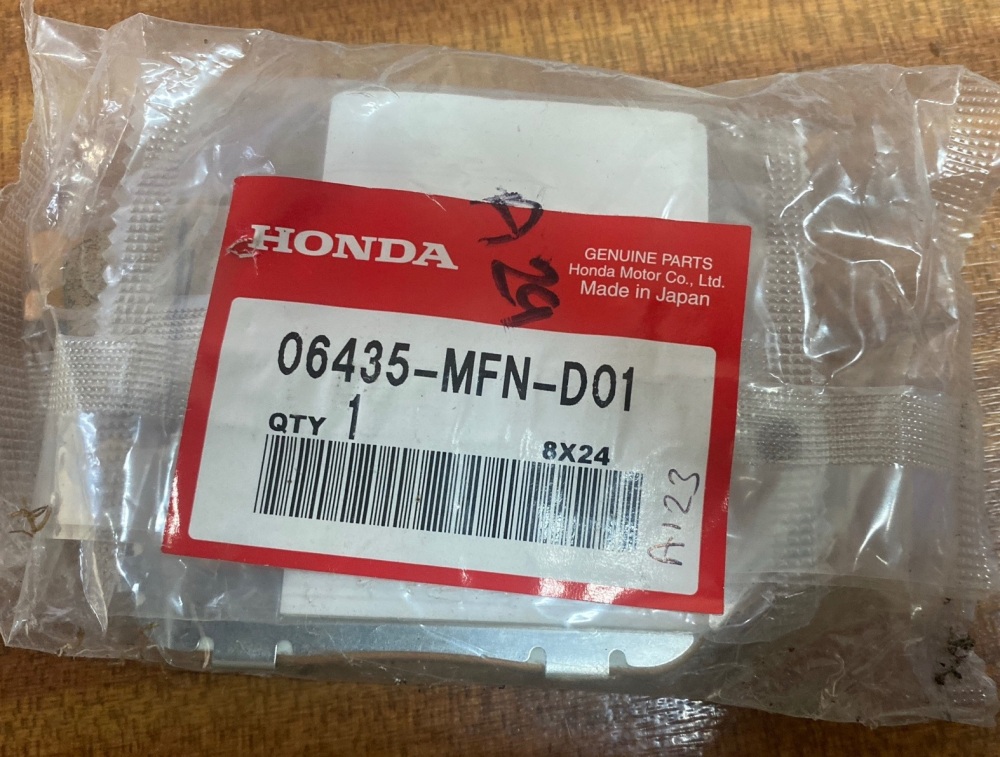 HONDA
GENUINE PARTS
Honda Motor Co., Ltd.
Made in Japan
06435-MFN-D01
QTY 1
8X24
A123